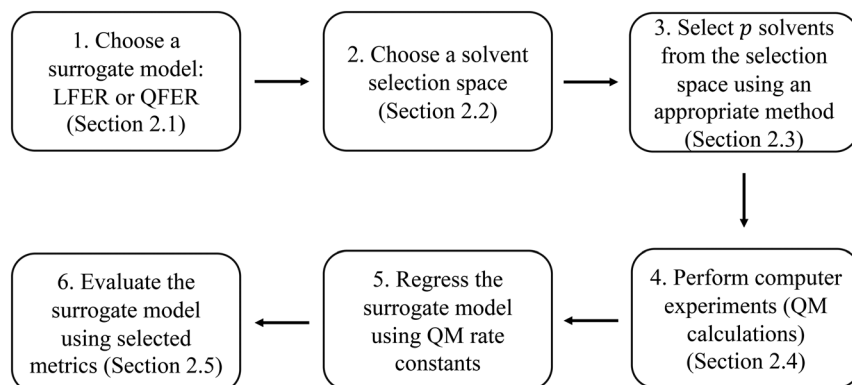 1. Choose a
surrogate model:
LFER or QFER
(Section 2.1)
2. Choose a solvent
selection space
(Section 2.2)
3. Select p solvents
from the selection
space using an
appropriate method
(Section 2.3)
4. Perform computer
experiments (QM
calculations)
(Section 2.4)
5. Regress the
surrogate model
using QM rate
constants
6. Evaluate the
surrogate model
using selected
metrics (Section 2.5)